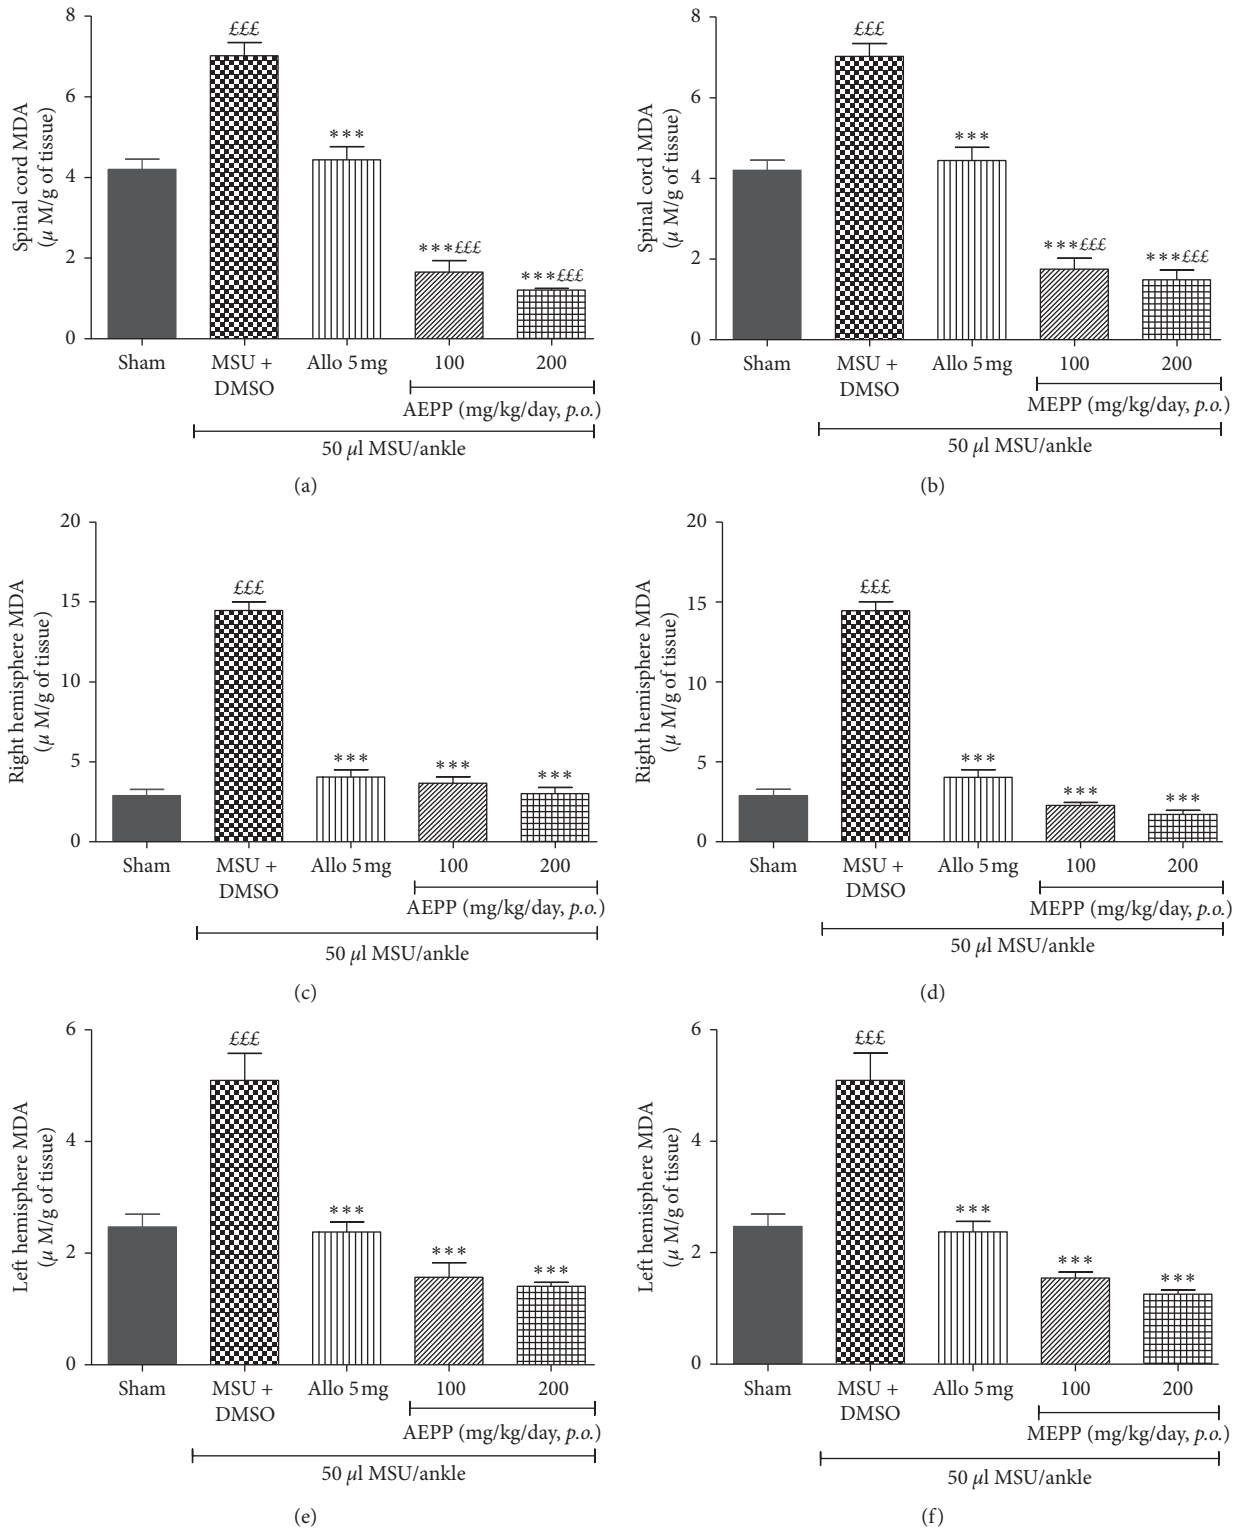 Spinal cord MDA
(μ M/g of tissue)
8
6
4
2
0
£££
***
***£££
***£££
Sham
MSU +
DMSO
Allo 5 mg
100
200
AEPP (mg/kg/day, p.o.)
50 μl MSU/ankle
(a)
Spinal cord MDA
(μ M/g of tissue)
8
6
4
2
0
£££
***
***£££
***£££
Sham
MSU +
DMSO
Allo 5 mg
100
200
MEPP (mg/kg/day, p.o.)
50 μl MSU/ankle
(b)
Right hemisphere MDA
(μ M/g of tissue)
20
15
10
5
0
£££
***
***
***
Sham
MSU +
DMSO
Allo 5 mg
100
200
AEPP (mg/kg/day, p.o.)
50 μl MSU/ankle
(c)
Right hemisphere MDA
(μ M/g of tissue)
20
15
10
5
0
£££
***
***
***
Sham
MSU +
DMSO
Allo 5 mg
100
200
MEPP (mg/kg/day, p.o.)
50 μl MSU/ankle
(d)
Left hemisphere MDA
(μ M/g of tissue)
6
4
2
0
£££
***
***
***
Sham
MSU +
DMSO
Allo 5 mg
100
200
AEPP (mg/kg/day, p.o.)
50 μl MSU/ankle
(e)
Left hemisphere MDA
(μ M/g of tissue)
6
4
2
0
£££
***
***
***
Sham
MSU +
DMSO
Allo 5 mg
100
200
MEPP (mg/kg/day, p.o.)
50 μl MSU/ankle
(f)